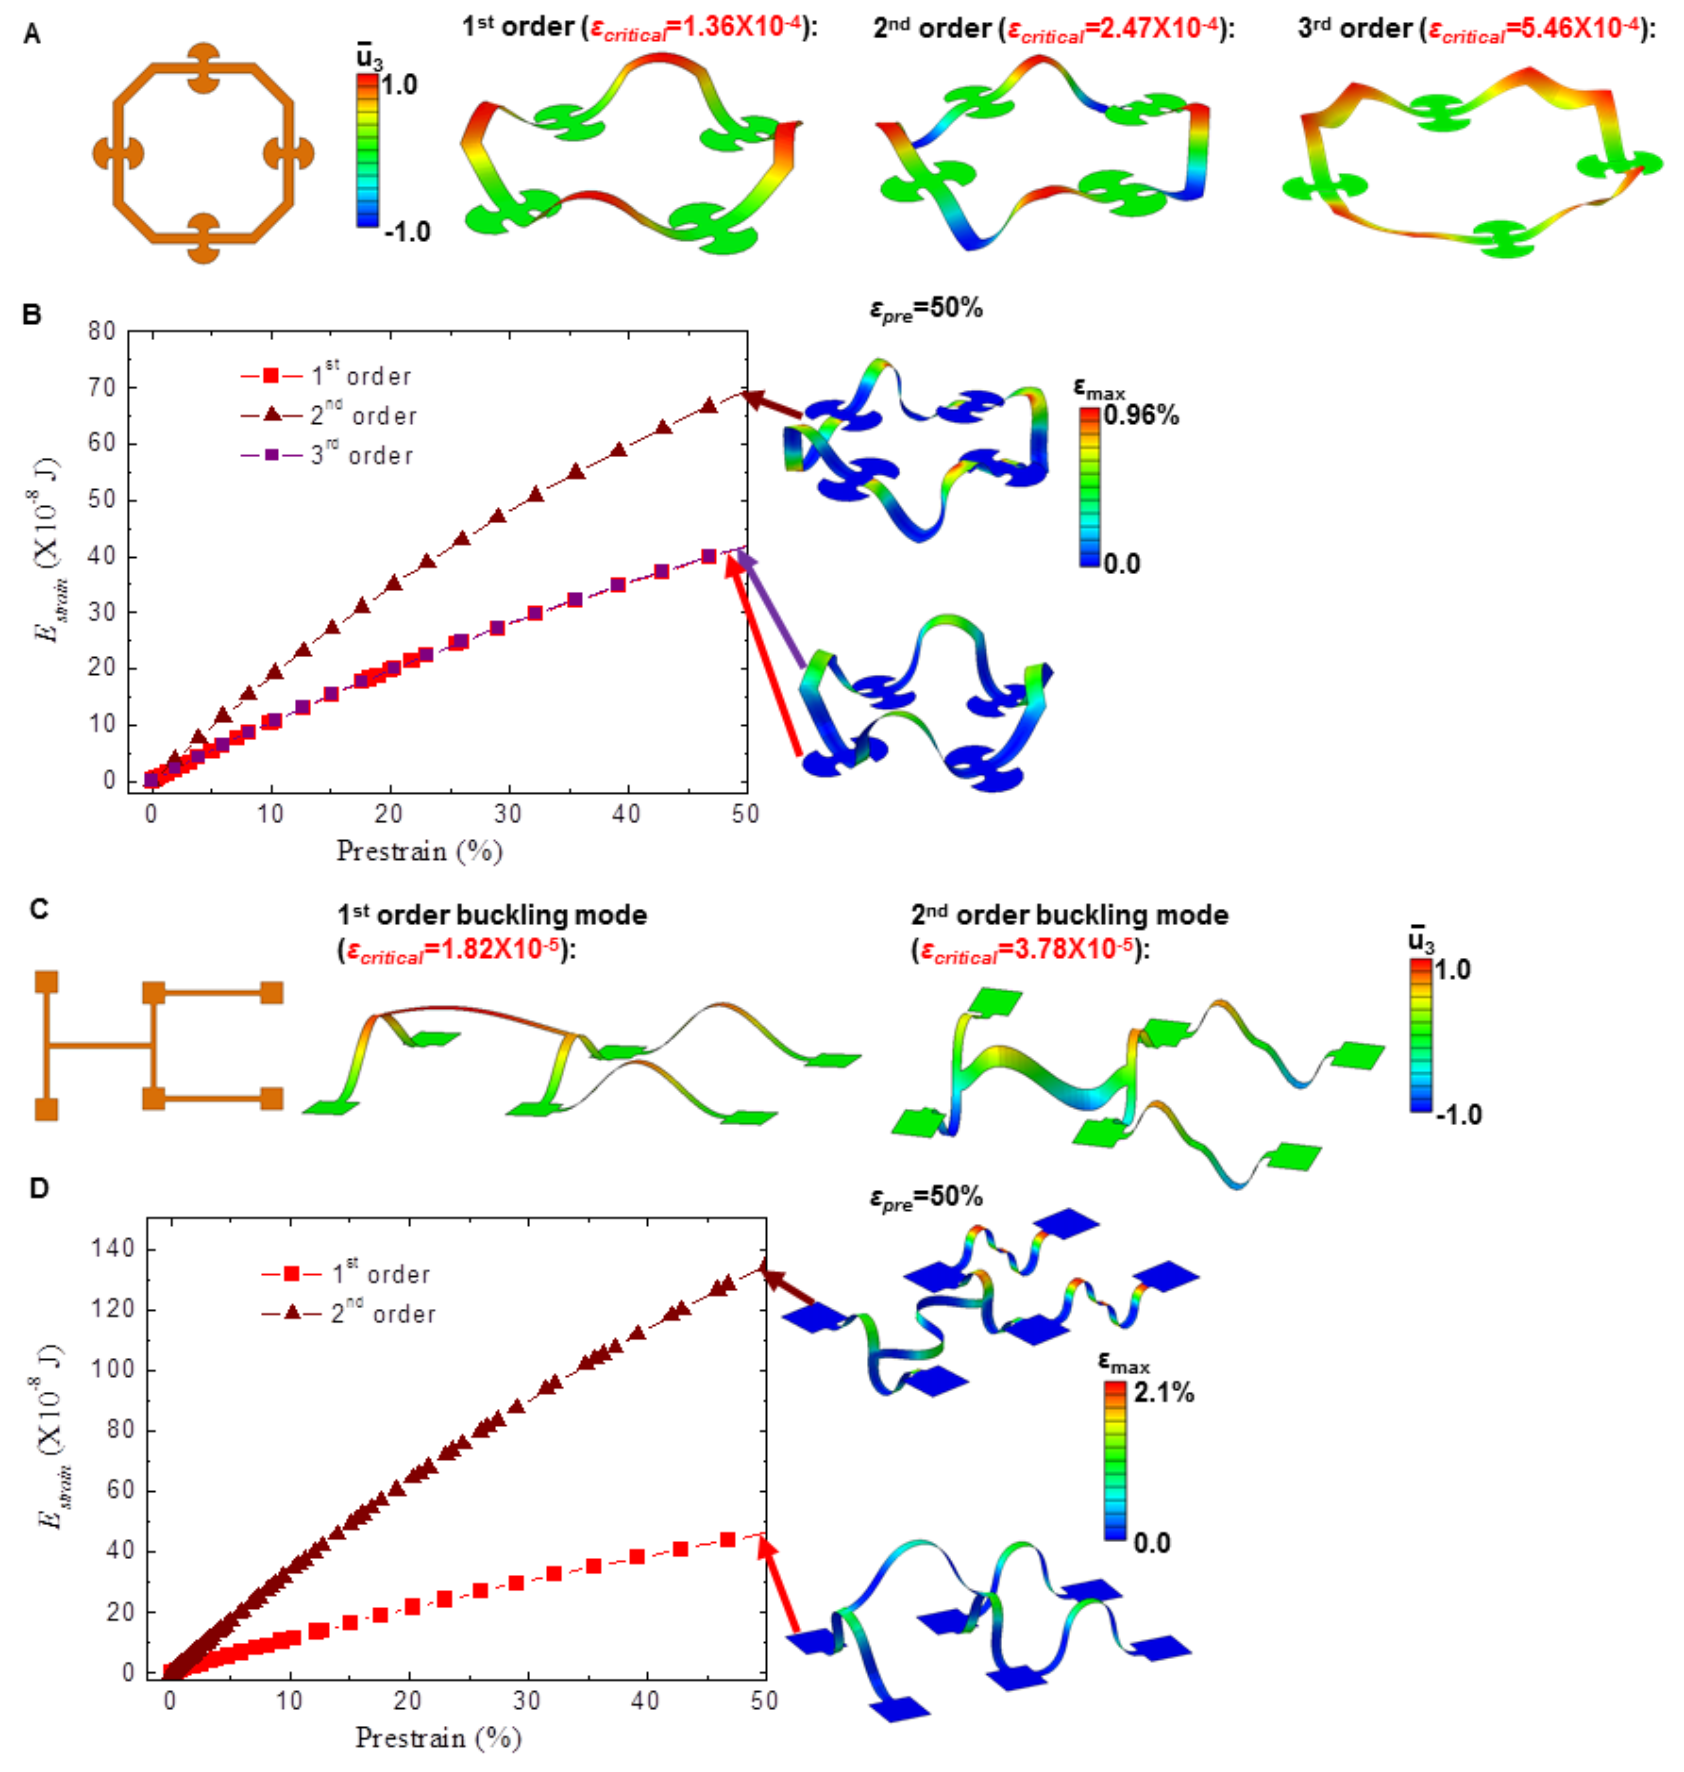 A
ū3
1.0
-1.0
1st order (εcritical=1.36X10-4):
2nd order (εcritical=2.47X10-4):
3rd order (εcritical=5.46X10-4):
B
80
70
60
50
40
30
20
10
0
Estrain (X10-8 J)
1st order
2nd order
3rd order
0 10 20 30 40 50
Prestrain (%)
εpre=50%
εmax
0.96%
0.0
C
1st order buckling mode
(εcritical=1.82X10-5):
2nd order buckling mode
(εcritical=3.78X10-5):
ū3
1.0
-1.0
D
140
120
100
80
60
40
20
0
Estrain (X10-8 J)
1st order
2nd order
0 10 20 30 40 50
Prestrain (%)
εpre=50%
εmax
2.1%
0.0